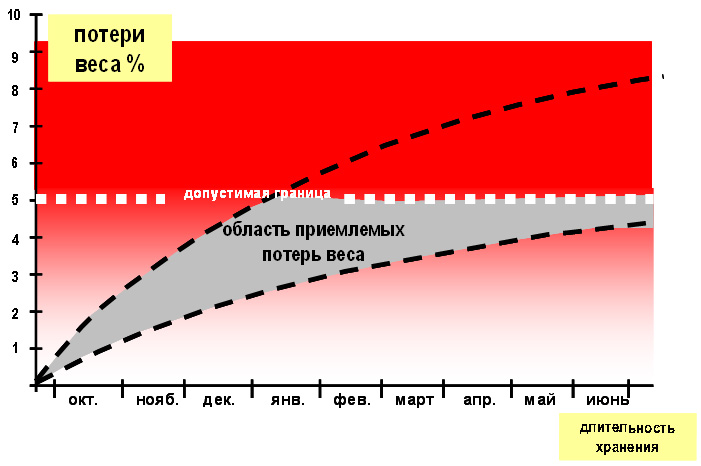 10
потери
веса %
9
8
7
6
допустимая граница
5
область приемлемых
потерь веса
4
3
2
1
окт. нояб. дек. янв. фев. март апр. май июнь
длительность
хранения